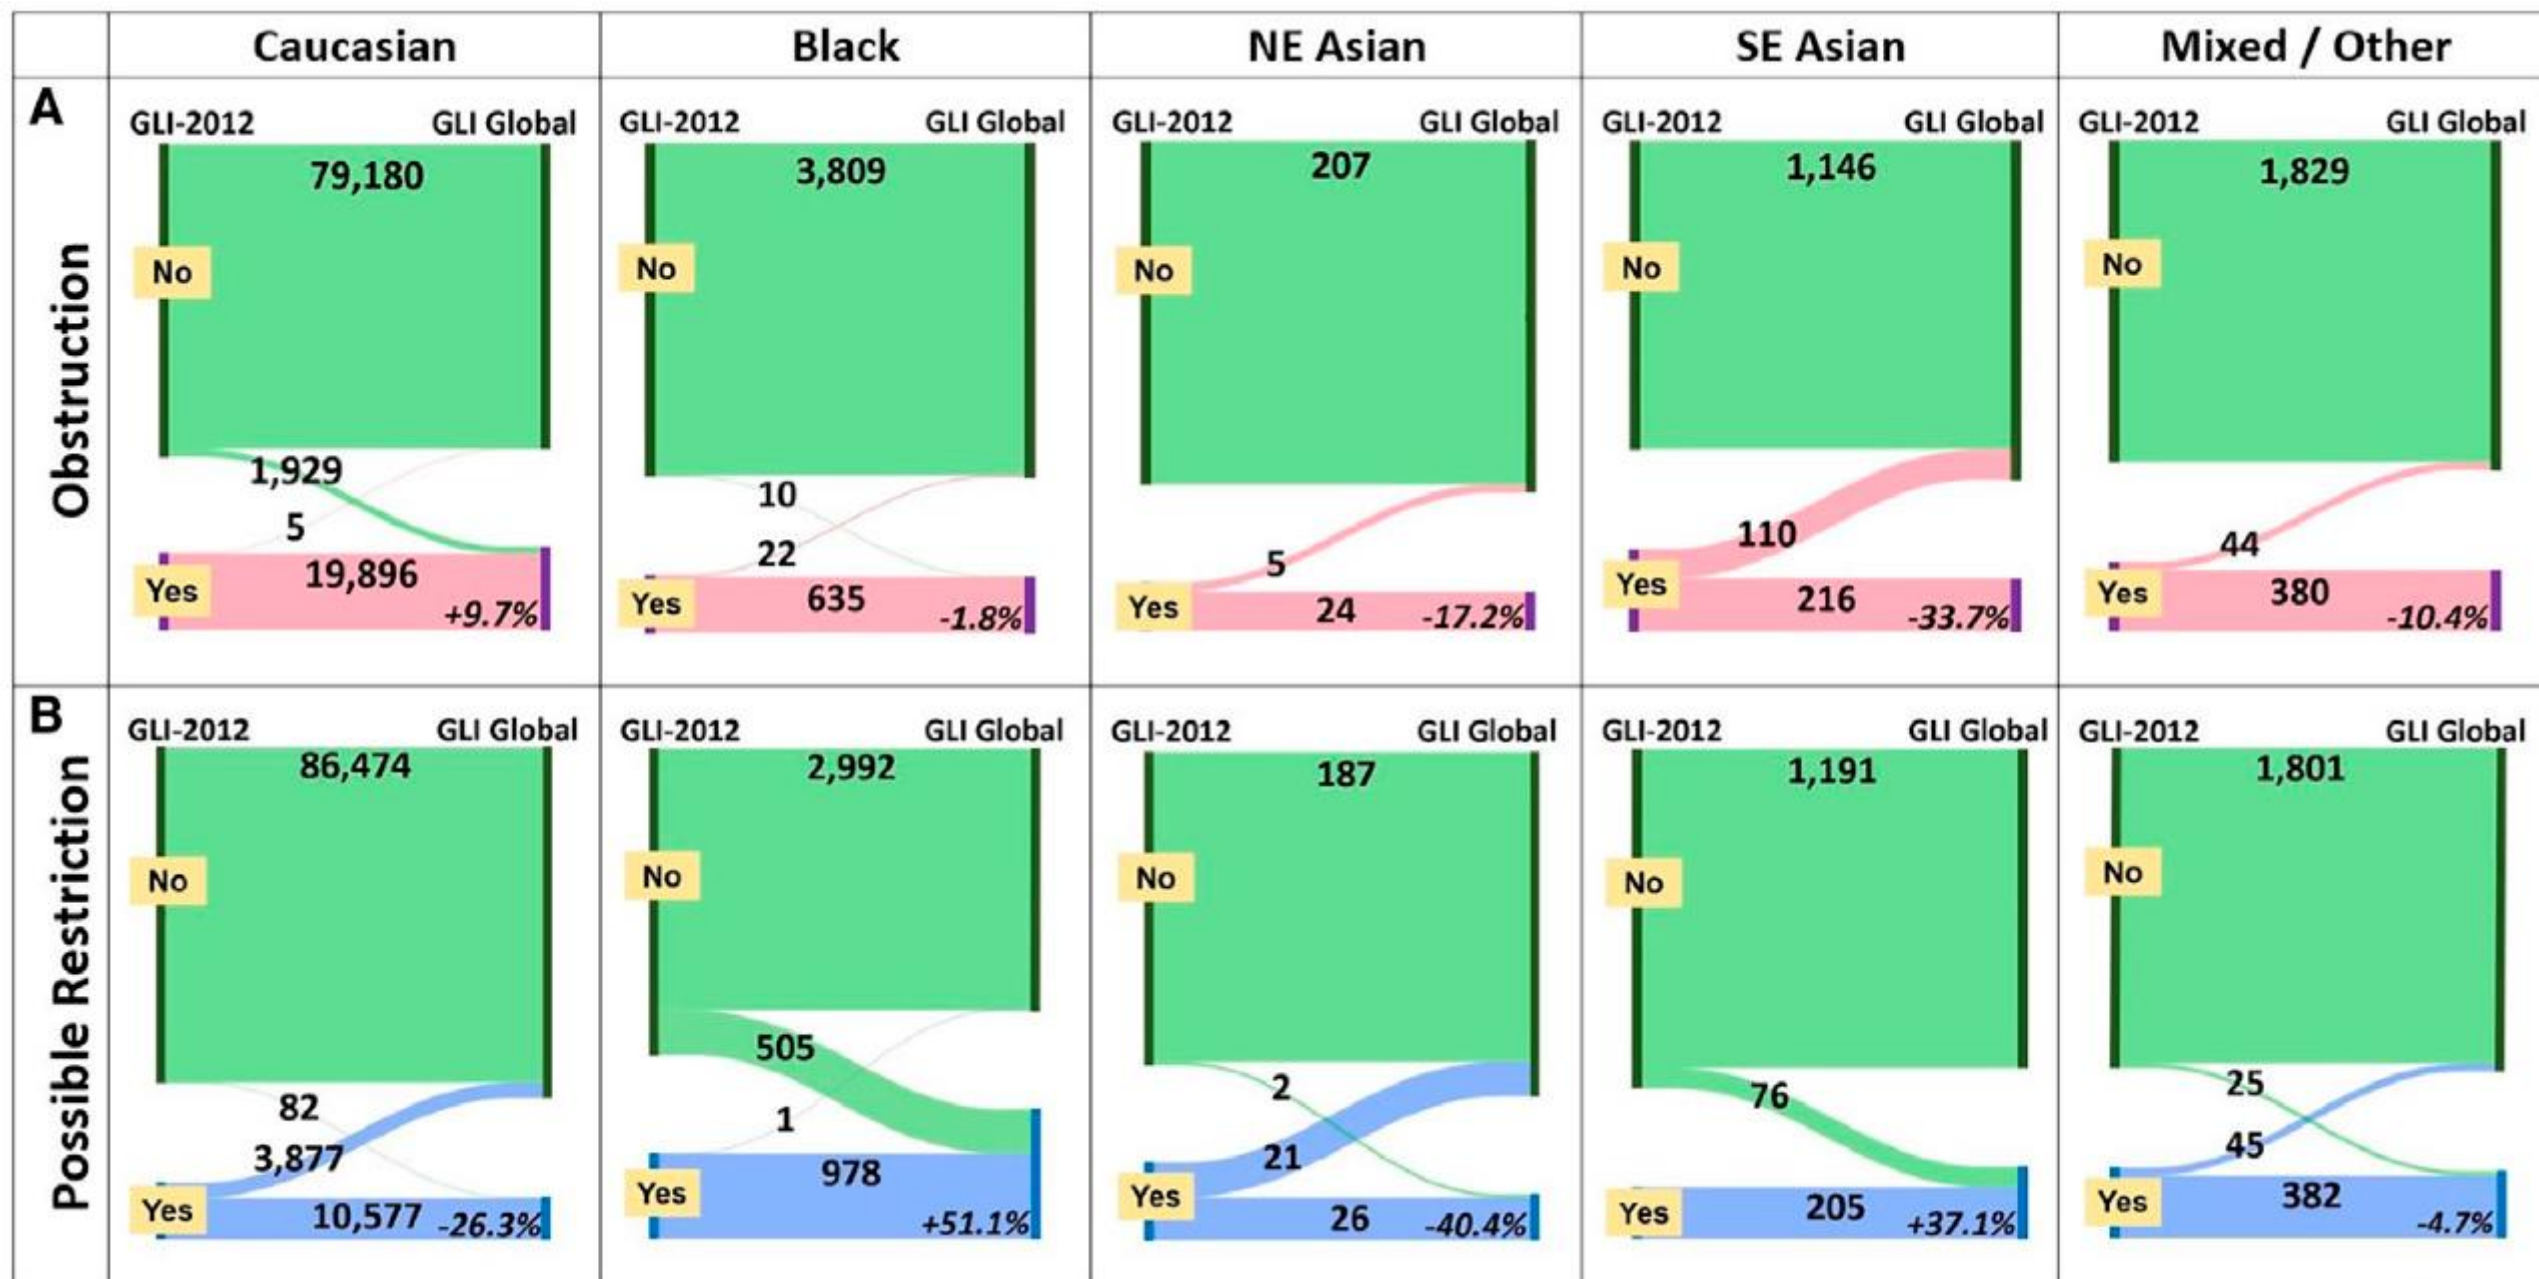 Caucasian
Black
NE Asian
SE Asian
Mixed / Other
A
Obstruction
GLI-2012 GLI Global
79,180
No
1,929
5
Yes
19,896
+9.7%
GLI-2012 GLI Global
3,809
No
10
22
Yes
635
-1.8%
GLI-2012 GLI Global
207
No
5
Yes
24
-17.2%
GLI-2012 GLI Global
1,146
No
110
Yes
216
-33.7%
GLI-2012 GLI Global
1,829
No
44
Yes
380
-10.4%
B
Possible Restriction
GLI-2012 GLI Global
86,474
No
82
3,877
Yes
10,577
-26.3%
GLI-2012 GLI Global
2,992
No
505
1
Yes
978
+51.1%
GLI-2012 GLI Global
187
No
2
21
Yes
26
-40.4%
GLI-2012 GLI Global
1,191
No
76
Yes
205
+37.1%
GLI-2012 GLI Global
1,801
No
25
45
Yes
382
-4.7%